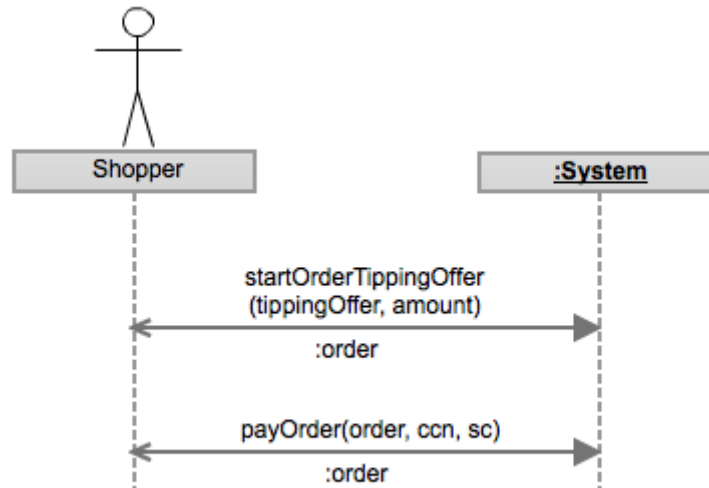 Shopper
:System
startOrderTippingOffer
(tippingOffer, amount)
:order
payOrder(order, ccn, sc)
:order